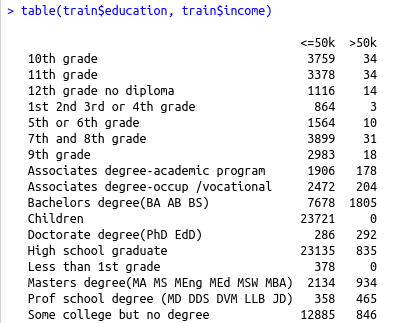 > table(train$education, train$income)
<=50k >50k
10th grade 3759 34
11th grade 3378 34
12th grade no diploma 1116 14
1st 2nd 3rd or 4th grade 864 3
5th or 6th grade 1564 10
7th and 8th grade 3899 31
9th grade 2983 18
Associates degree-academic program 1906 178
Associates degree-occup /vocational 2472 204
Bachelors degree(BA AB BS) 7678 1805
Children 23721 0
Doctorate degree(PhD EdD) 286 292
High school graduate 23135 835
Less than 1st grade 378 0
Masters degree(MA MS MEng MEd MSW MBA) 2134 934
Prof school degree (MD DDS DVM LLB JD) 358 465
Some college but no degree 12885 846